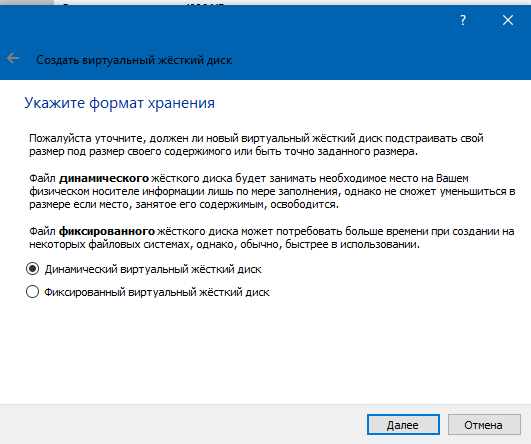 ?
Создать виртуальный жёсткий диск
Укажите формат хранения
Пожалуйста уточните, должен ли новый виртуальный жёсткий диск подстраивать свой
размер под размер своего содержимого или быть точно заданного размера.
Файл динамического жёсткого диска будет занимать необходимое место на Вашем
физическом носителе информации лишь по мере заполнения, однако не сможет уменьшиться в
размере если место, занятое его содержимым, освободится.
Файл фиксированного жёсткого диска может потребовать больше времени при создании на
некоторых файловых системах, однако, обычно, быстрее в использовании.
Динамический виртуальный жёсткий диск
Фиксированный виртуальный жёсткий диск
Далее
Отмена